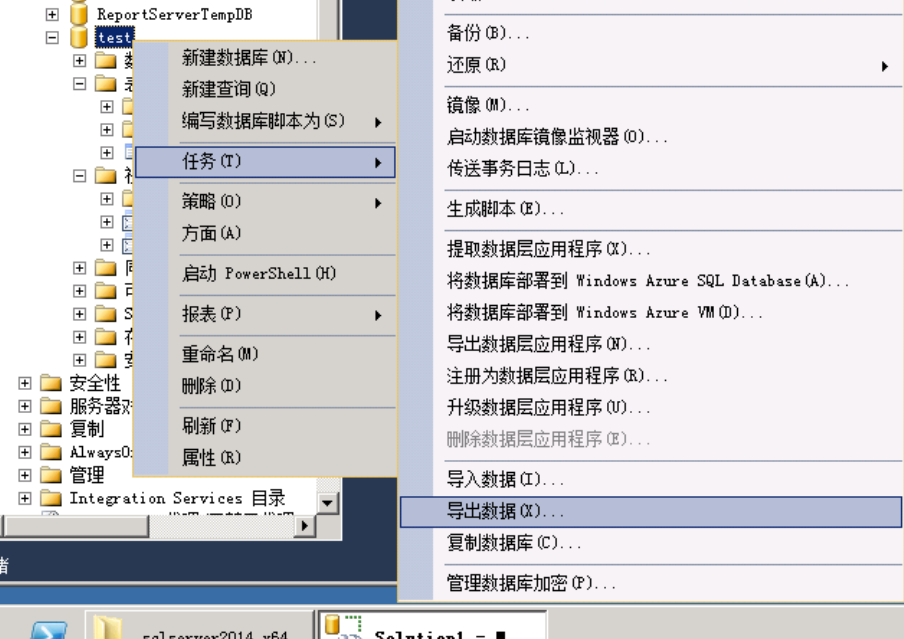 ReportServerTempDB
test
安全性
服务器对
复制
AlwaysO
管理
Integration Services 目录
新建数据库(N)...
新建查询(Q)
编写数据库脚本为(S)
任务(T)
策略(O)
方面(A)
启动 PowerShell(H)
报表(P)
重命名(M)
删除(D)
刷新(F)
属性(R)
备份(B)...
还原(R)
镜像(M)...
启动数据库镜像监视器(O)...
传送事务日志(L)...
生成脚本(E)...
提取数据层应用程序(X)...
将数据库部署到 Windows Azure SQL Database(A)...
将数据库部署到 Windows Azure VM(D)...
导出数据层应用程序(N)...
注册为数据层应用程序(R)...
升级数据层应用程序(U)...
删除数据层应用程序(E)...
导入数据(I)...
导出数据(X)...
复制数据库(C)...
管理数据库加密(P)...
sqlserver2014_x64
Solution1 -